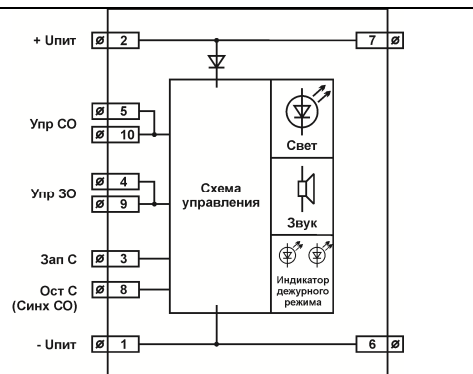 + Uпит
2
7
5
Упр СО
10
Свет
4
Упр ЗО
9
Схема
управления
Звук
Зап С
3
Ост С
8
(Синх СО)
Индикатор
дежурного
режима
- Uпит
1
6